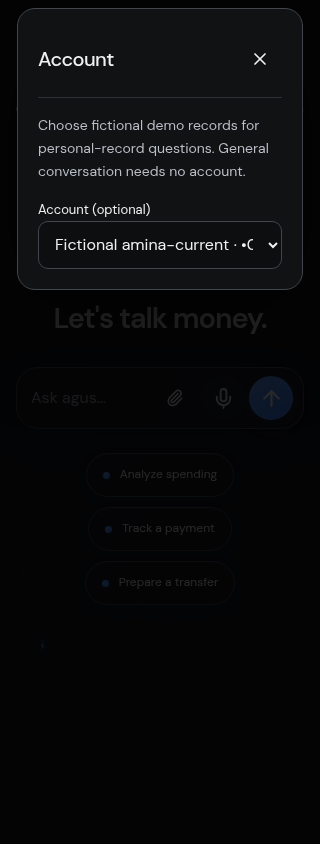 Account
Choose fictional demo records for
personal-record questions. General
conversation needs no account.
Account (optional)
Fictional amina-current · •
Let's talk money.
Ask agus...
Analyze spending
Track a payment
Prepare a transfer